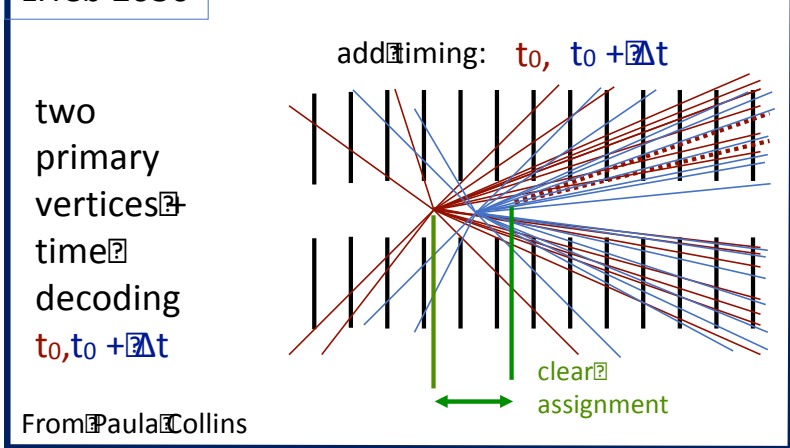 add timing: t0, t0 + Δt
two
primary
vertices +
time
decoding
t0,t0 + Δt
clear
assignment
From Paula Collins